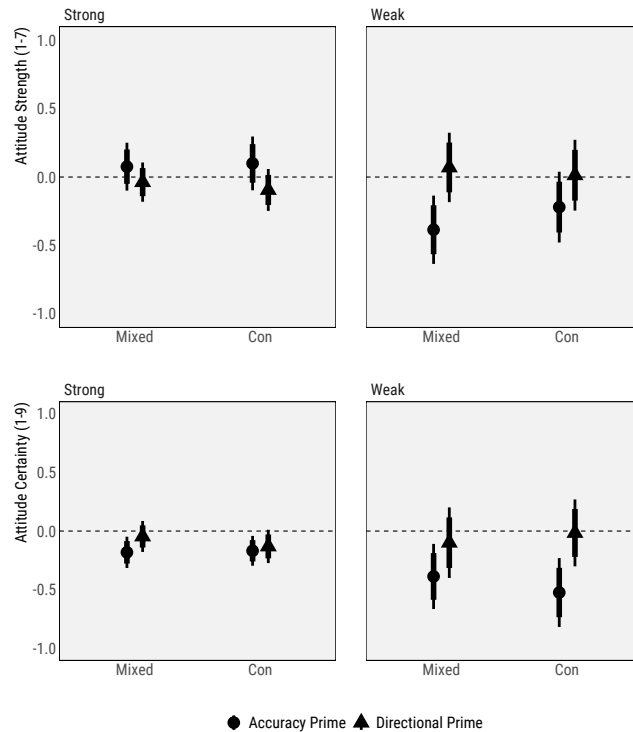 Strong
Weak
Attitude Strength (1-7)
1.0
0.5
0.0
-0.5
-1.0
Mixed
Con
Mixed
Con
Strong
Weak
Attitude Certainty (1-9)
1.0
0.5
0.0
-0.5
-1.0
Mixed
Con
Mixed
Con
Accuracy Prime
Directional Prime